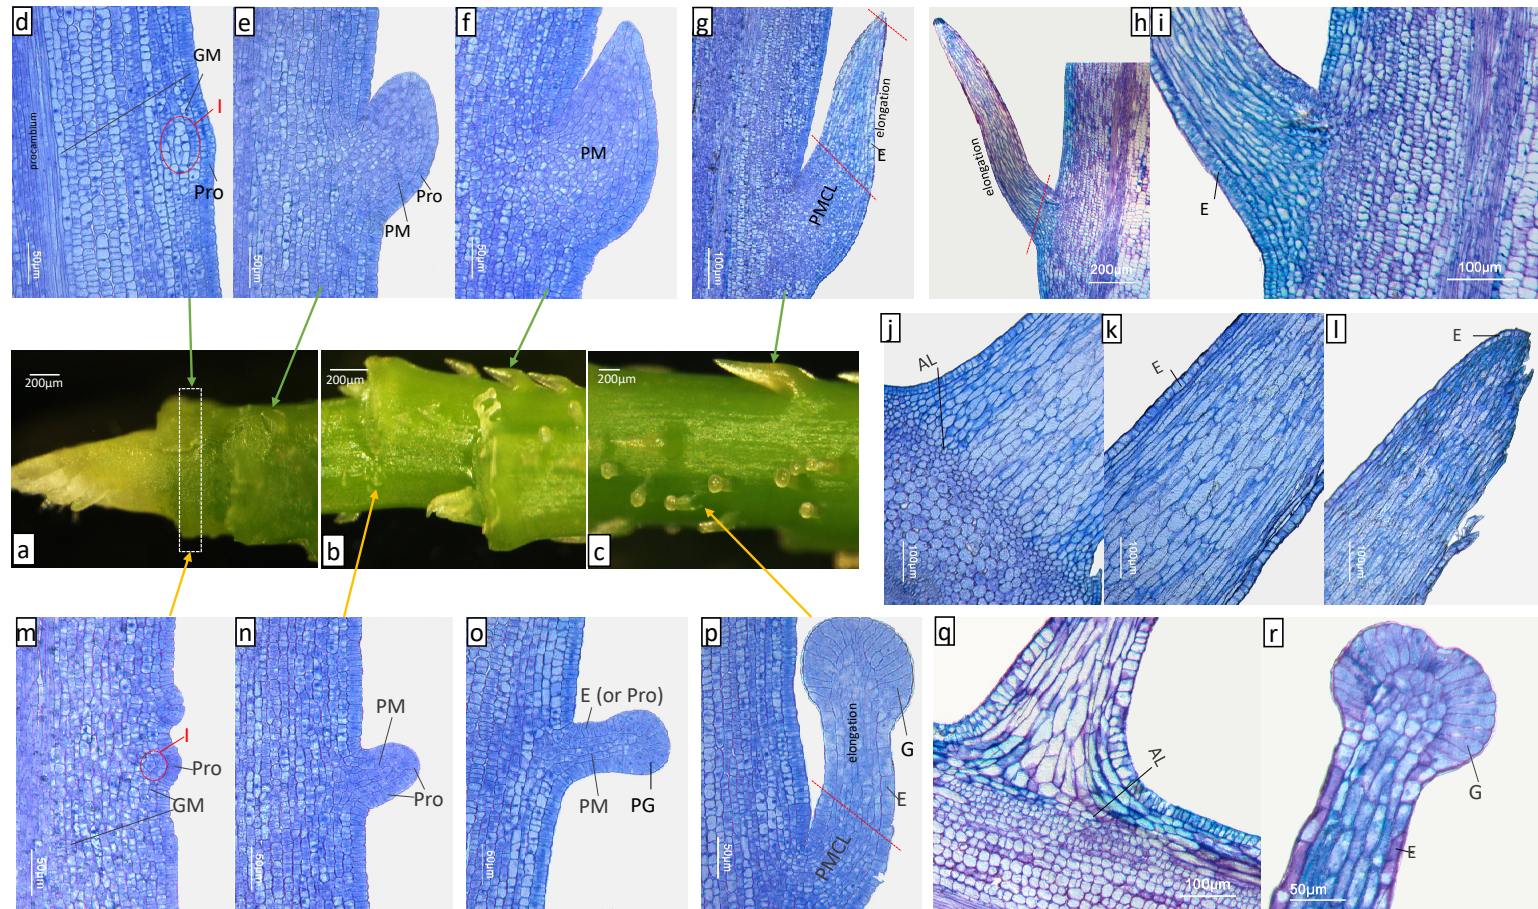 d
GM
I
procambium
Pro
50µm
e
Pro
PM
50µm
f
PM
50µm
g
elongation
E
PMCL
100µm
h
elongation
200µm
i
E
100µm
200µm
a
200µm
b
200µm
c
j
AL
100µm
k
E
100µm
l
E
100µm
m
I
Pro
GM
50µm
n
PM
Pro
50µm
o
E (or Pro)
PM
PG
50µm
p
elongation
G
E
PMCL
50µm
q
AL
100µm
r
G
E
50µm